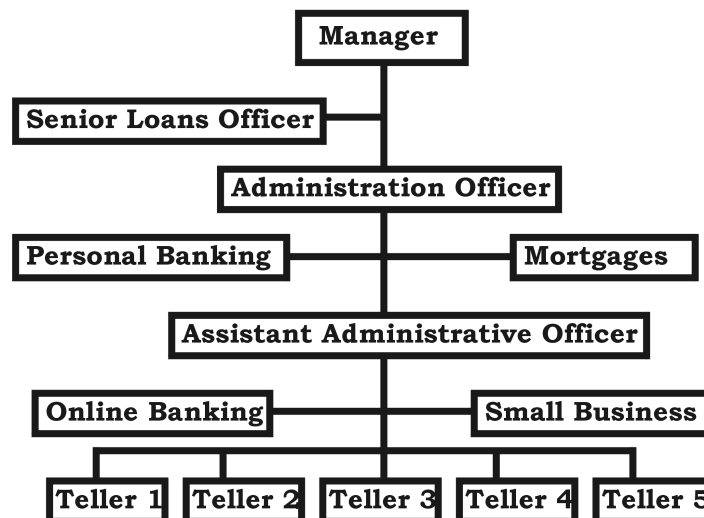 Manager
Senior Loans Officer
Administration Officer
Personal Banking
Mortgages
Assistant Administrative Officer
Online Banking
Small Business
Teller 1
Teller 2
Teller 3
Teller 4
Teller 5